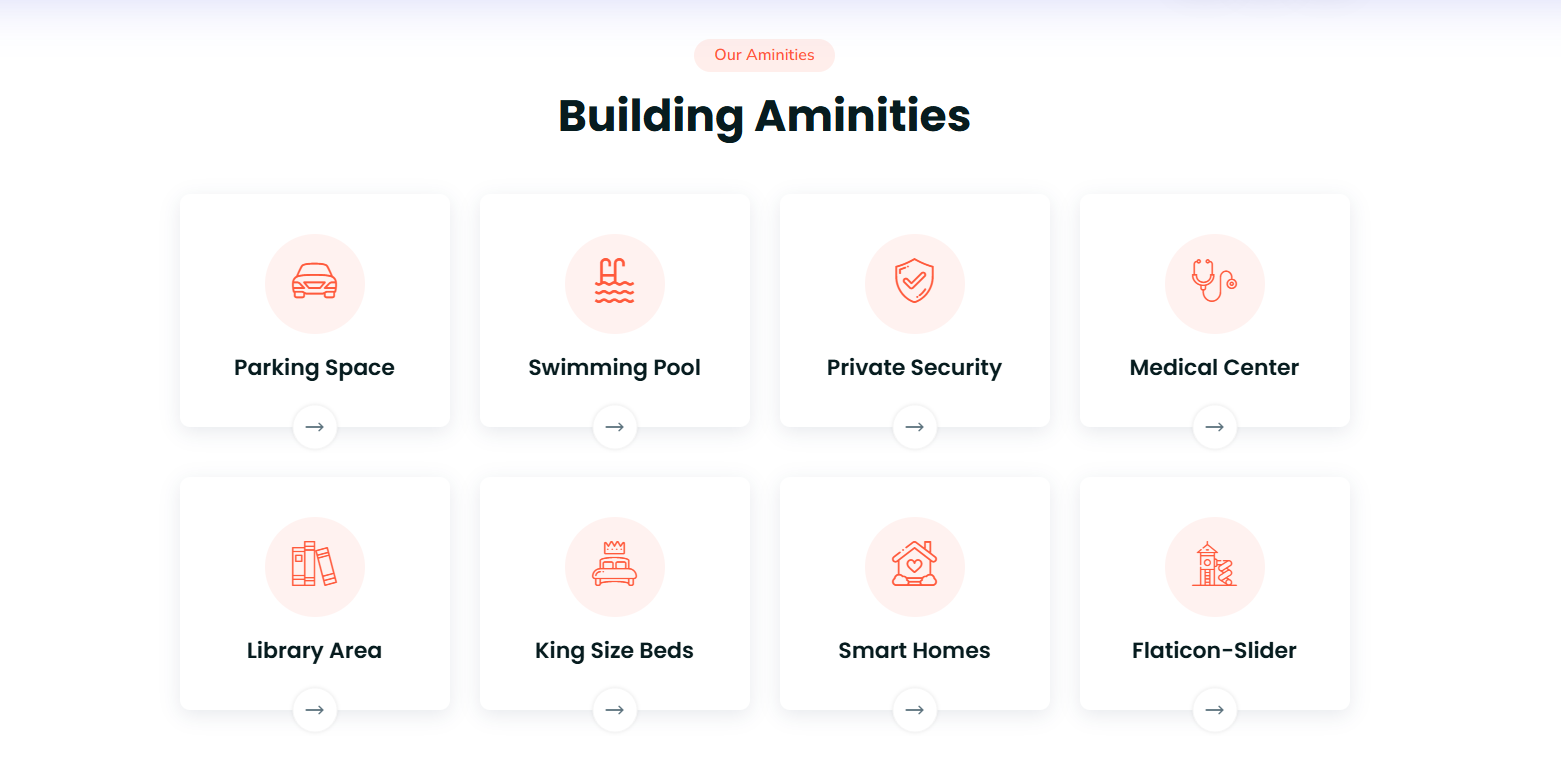 Our Aminities
Building Aminities
Parking Space
Swimming Pool
Private Security
Medical Center
Library Area
King Size Beds
Smart Homes
Flaticon-Slider